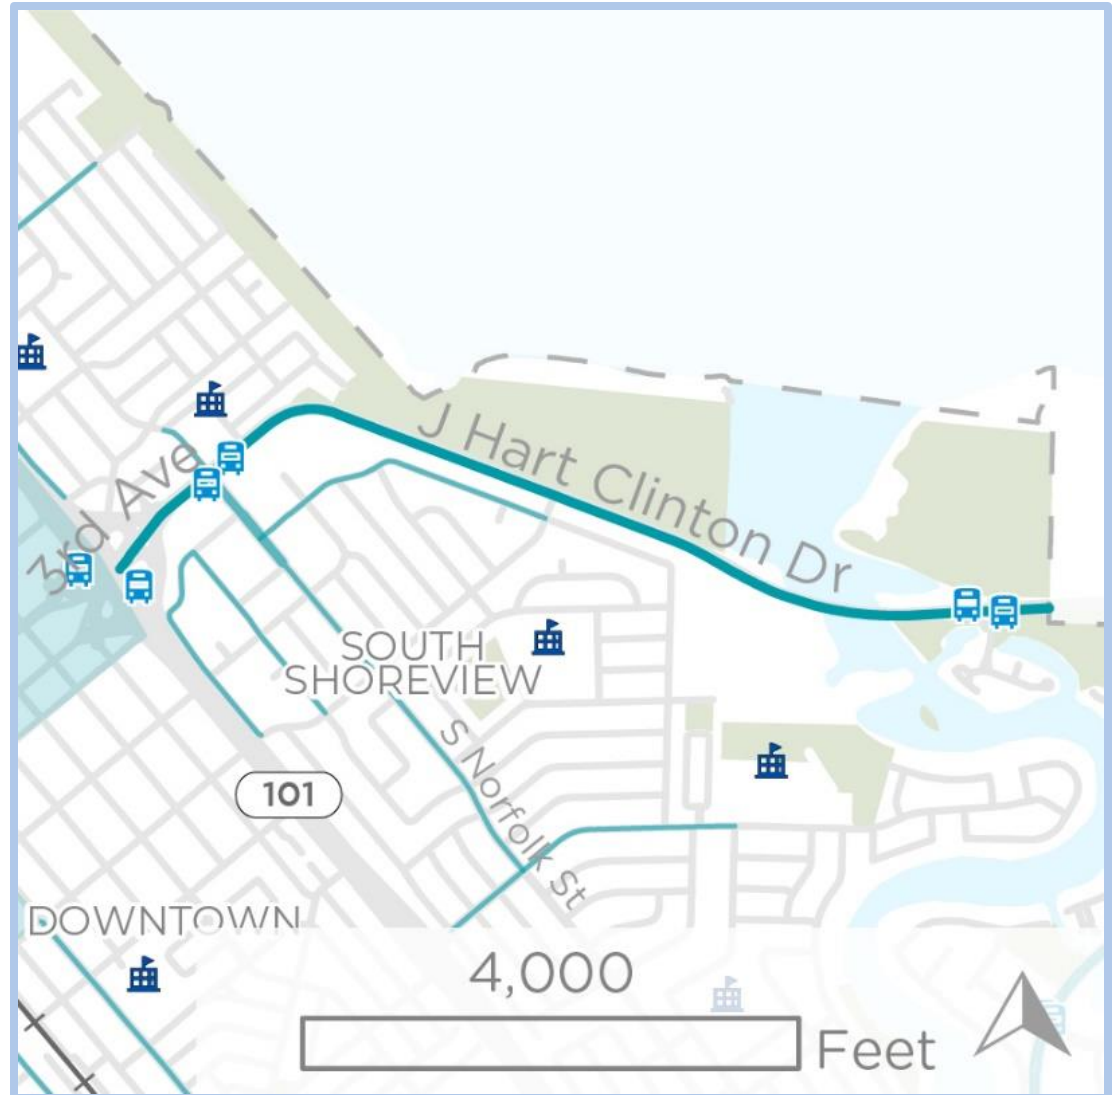 J Hart Clinton Dr
3rd Ave
SOUTH
SHOREVIEW
S Norfolk St
101
DOWNTOWN
4,000
Feet